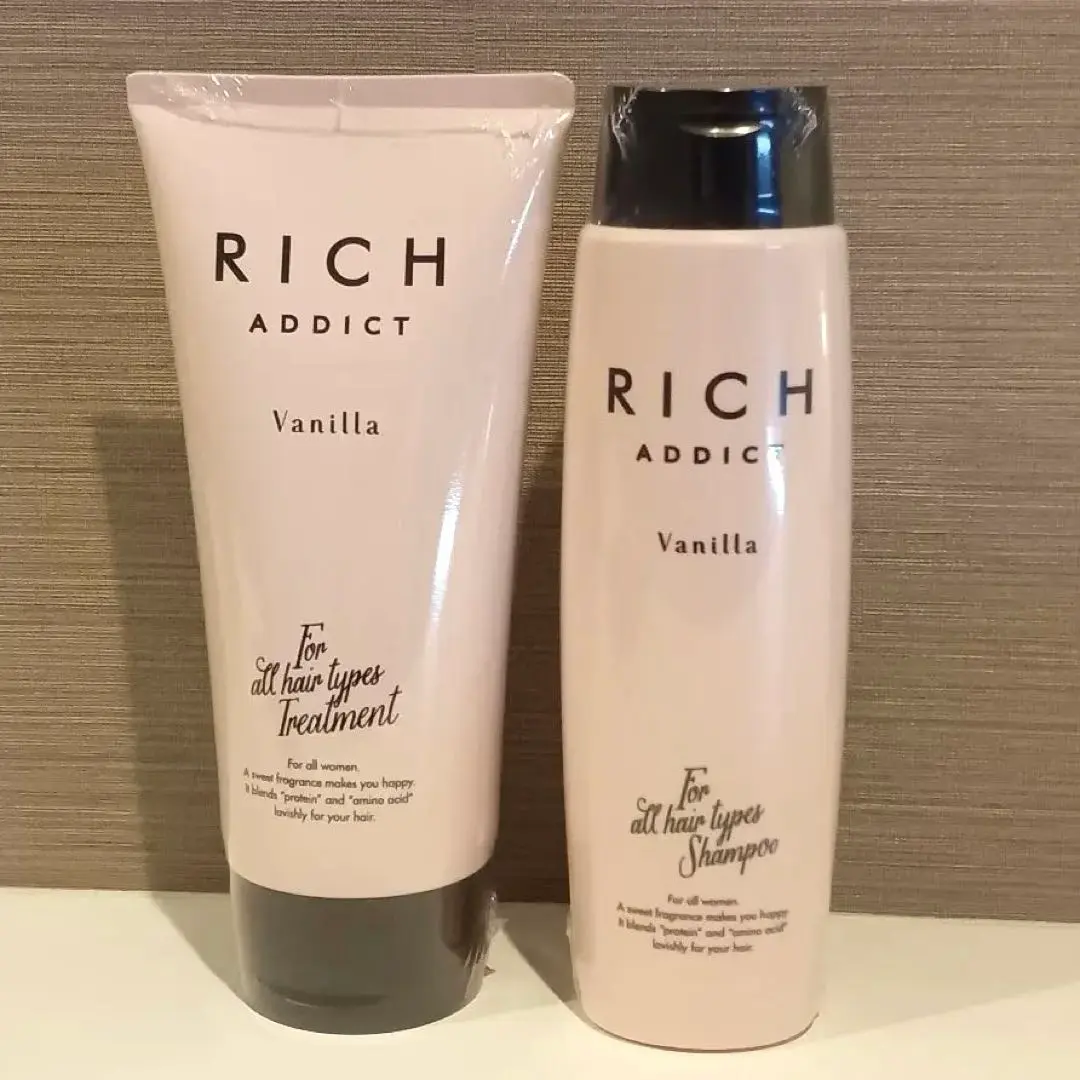 RICH
ADDICT
Vanilla
For
all hair types
Treatment
For all women.
A sweet fragrance makes you happy.
It blends "protein" and "amino acid"
lavishly for your hair.
RICH
ADDICT
Vanilla
For
all hair types
Shampoo
For all women.
A sweet fragrance makes you happy.
It blends "protein" and "amino acid"
lavishly for your hair.